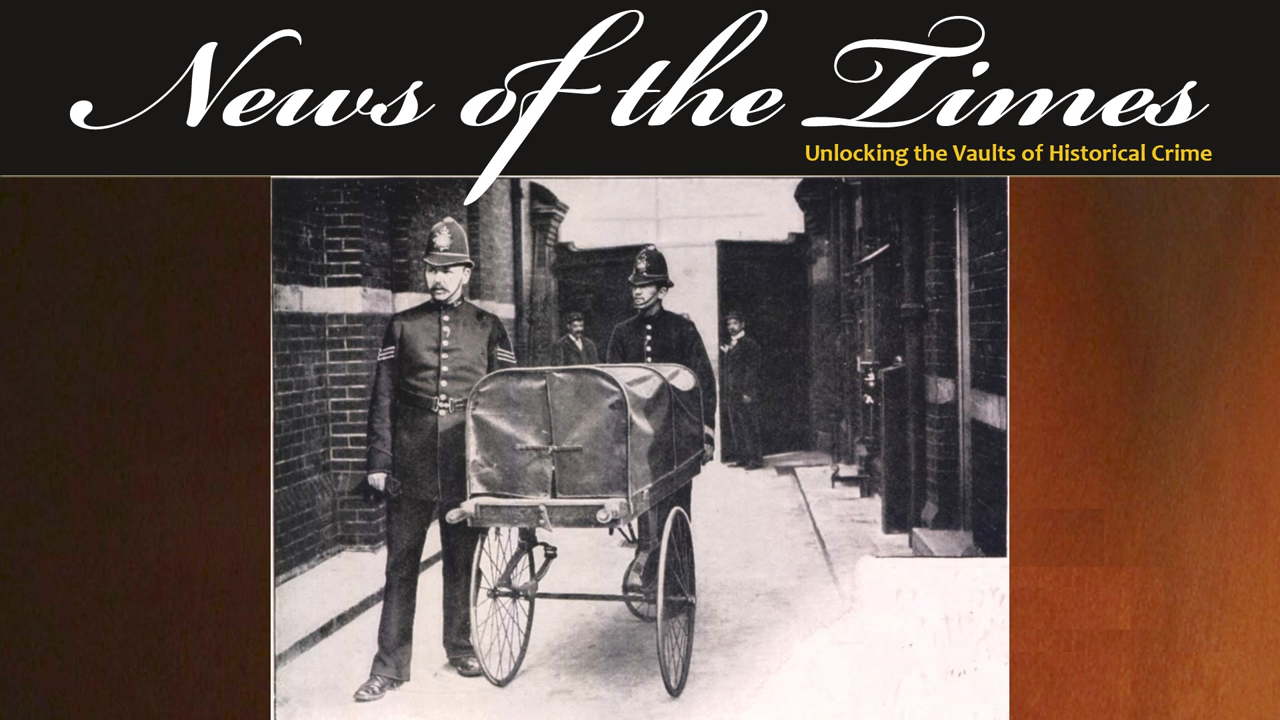 News of the Times
Unlocking the Vaults of Historical Crime